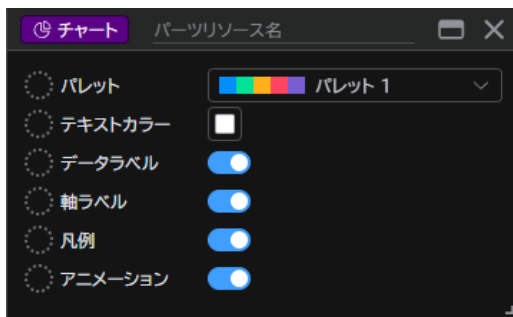 チャート パーツリソース名
パレット パレット 1
テキストカラー
データラベル
軸ラベル
凡例
アニメーション